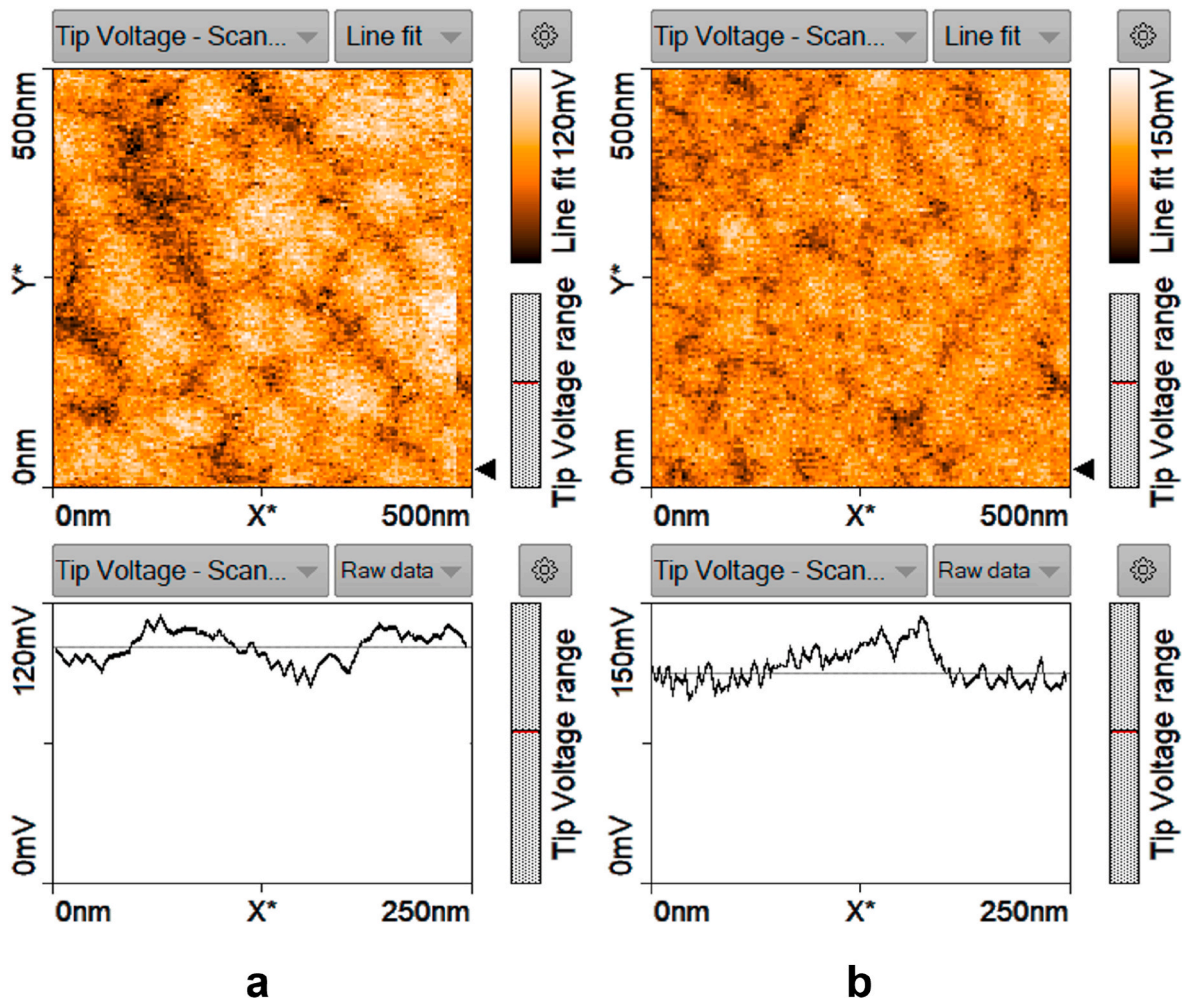 Tip Voltage - Scan... Line fit
500nm
Y*
0nm
Line fit 120mV
Tip Voltage range
0nm X* 500nm
Tip Voltage - Scan... Line fit
500nm
Y*
0nm
Line fit 150mV
Tip Voltage range
0nm X* 500nm
Tip Voltage - Scan... Raw data
120mV
0mV
Tip Voltage range
0nm X* 250nm
Tip Voltage - Scan... Raw data
150mV
0mV
Tip Voltage range
0nm X* 250nm
a
b